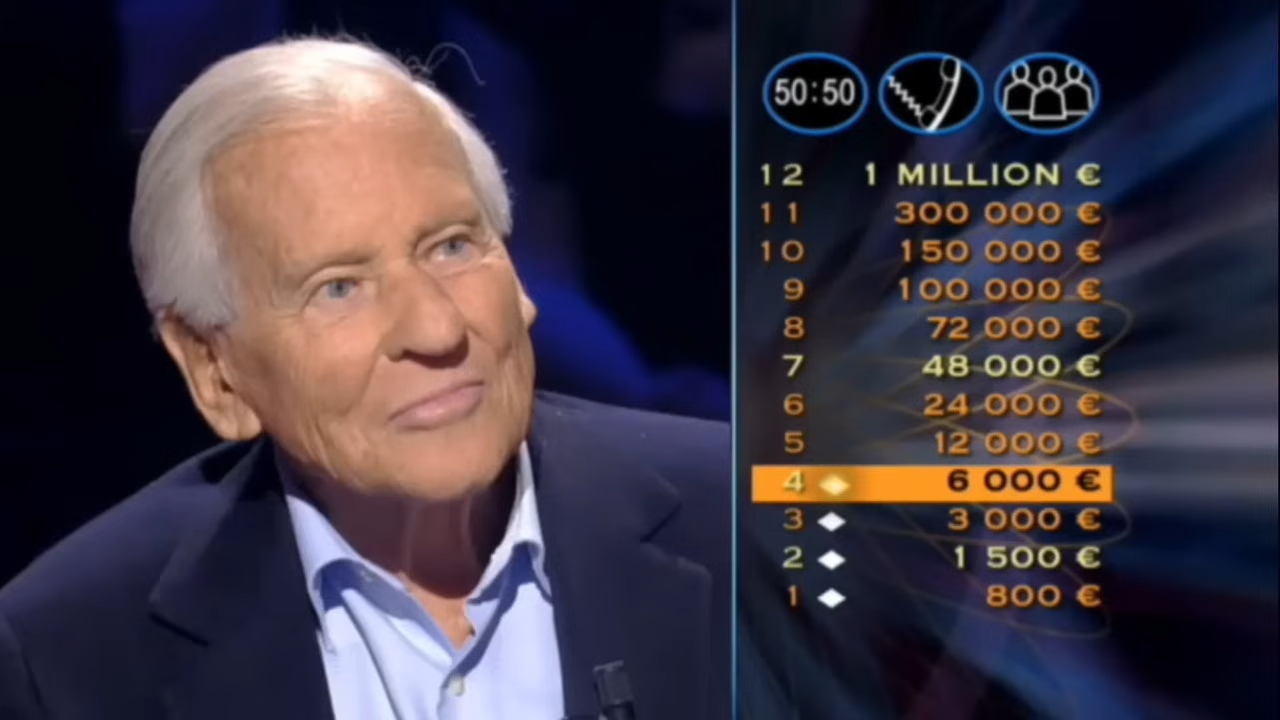 50:50
12 1 MILLION €
11 300 000 €
10 150 000 €
9 100 000 €
8 72 000 €
7 48 000 €
6 24 000 €
5 12 000 €
4 6 000 €
3 3 000 €
2 1 500 €
1 800 €